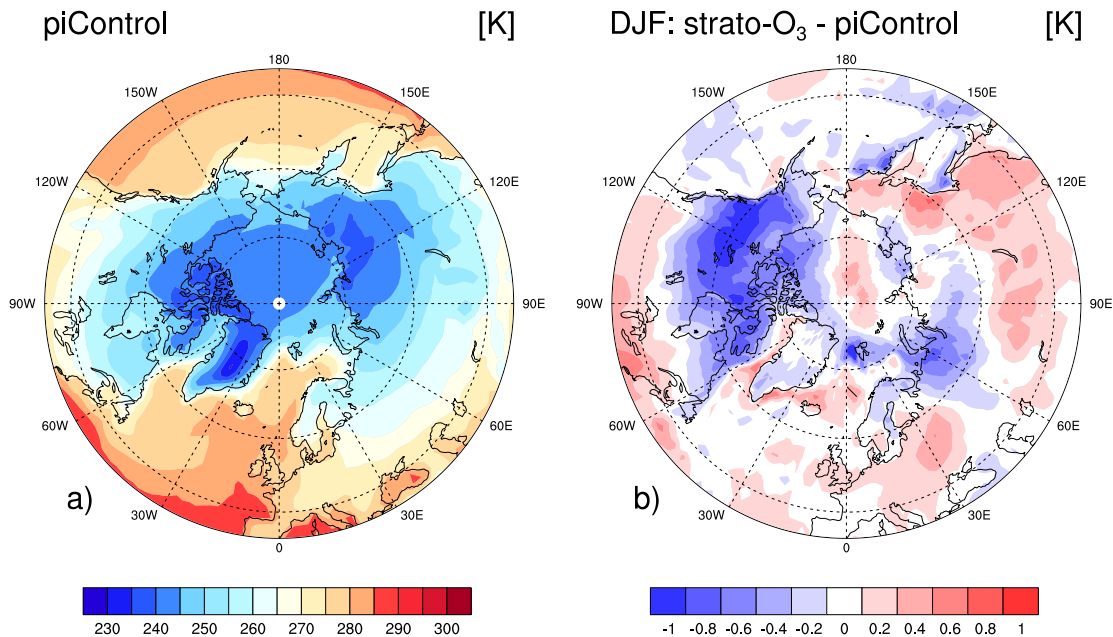 piControl [K]
DJF: strato-O₃ - piControl [K]
180
150W 150E
120W 120E
90W 90E
60W 60E
30W 30E
0
a)
180
150W 150E
120W 120E
90W 90E
60W 60E
30W 30E
0
b)
230 240 250 260 270 280 290 300
-1 -0.8 -0.6 -0.4 -0.2 0 0.2 0.4 0.6 0.8 1